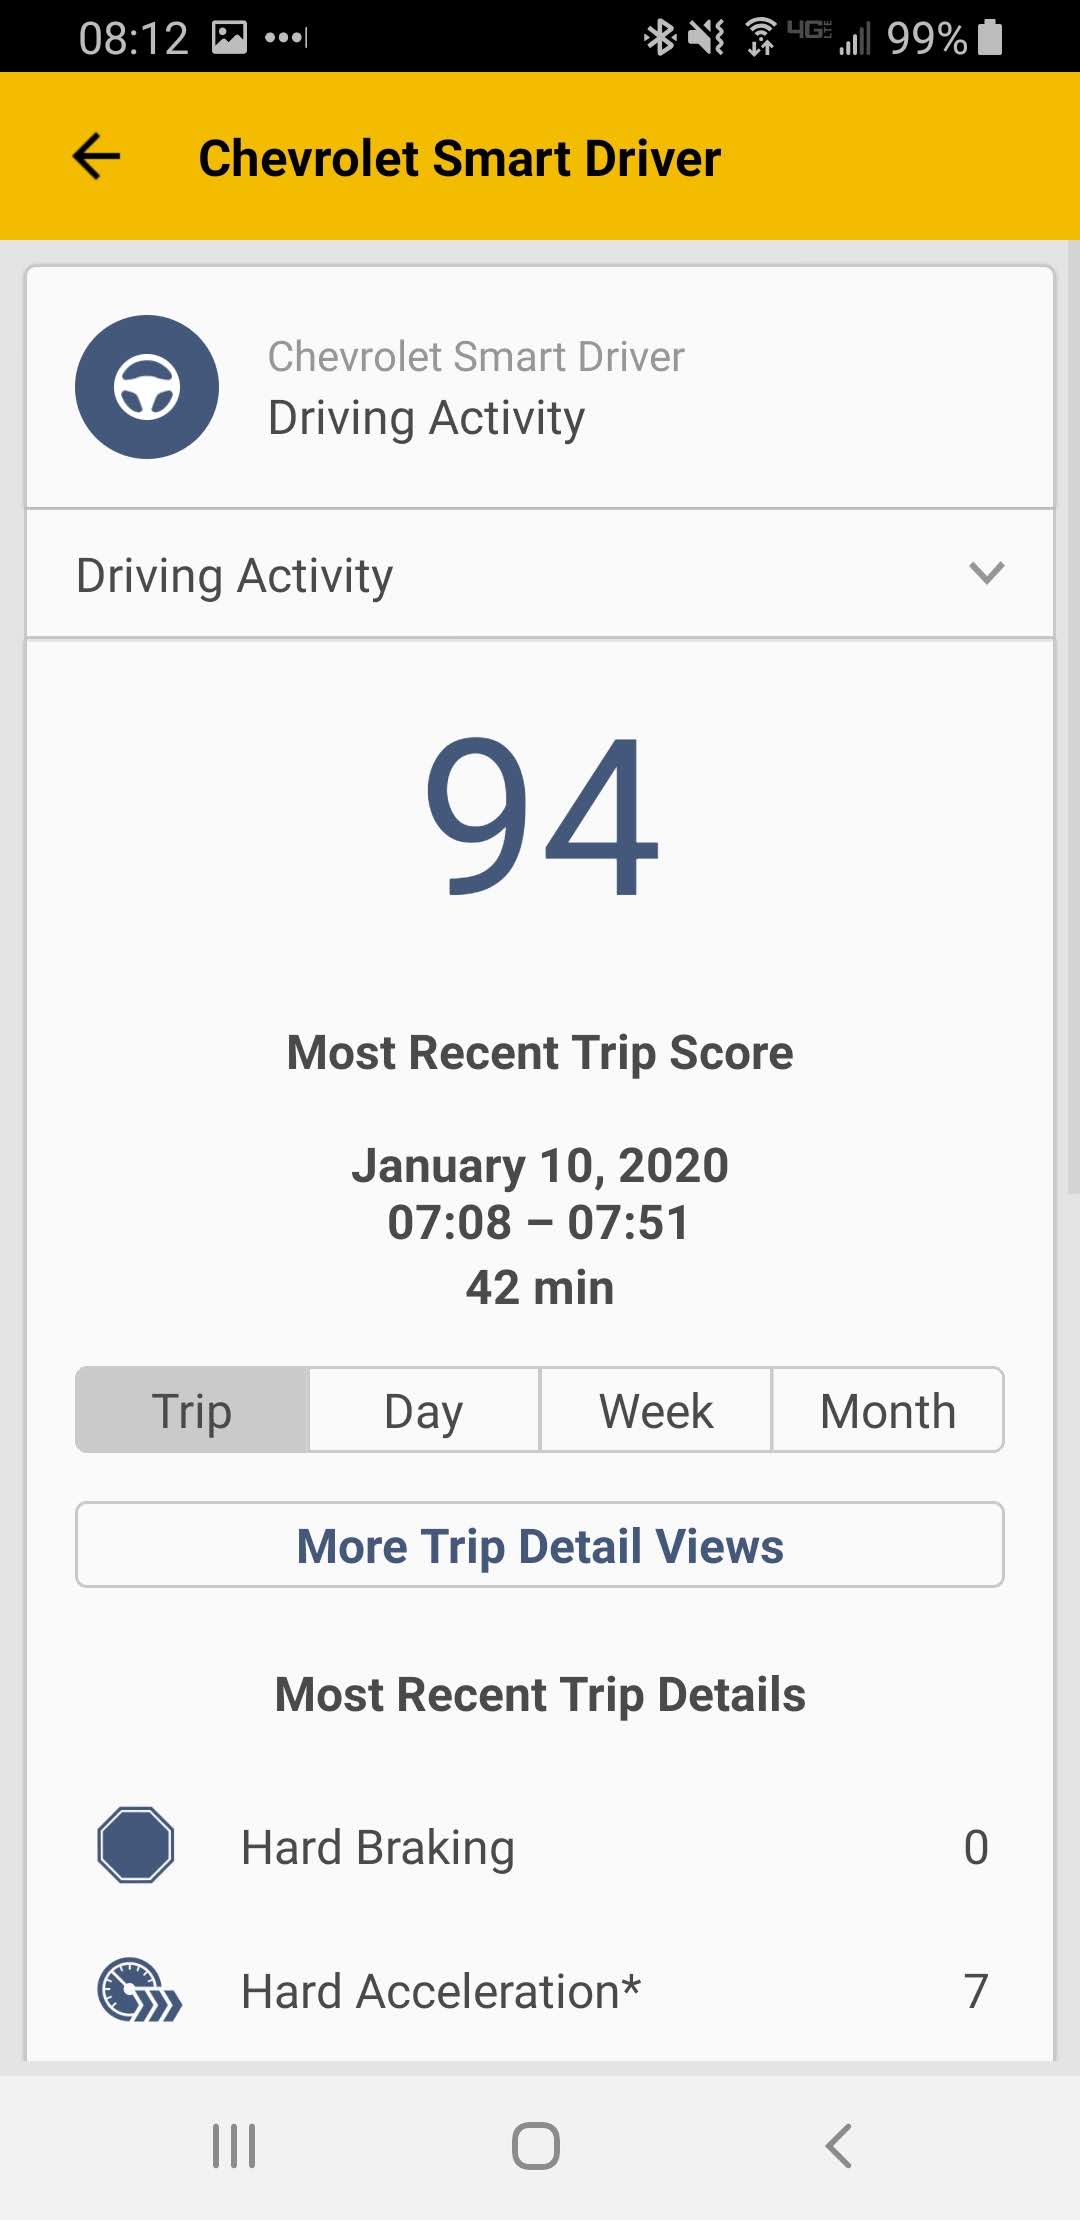 08:12 4G LTE 99%
Chevrolet Smart Driver
Chevrolet Smart Driver
Driving Activity
Driving Activity
94
Most Recent Trip Score
January 10, 2020
07:08 – 07:51
42 min
Trip Day Week Month
More Trip Detail Views
Most Recent Trip Details
Hard Braking 0
Hard Acceleration* 7